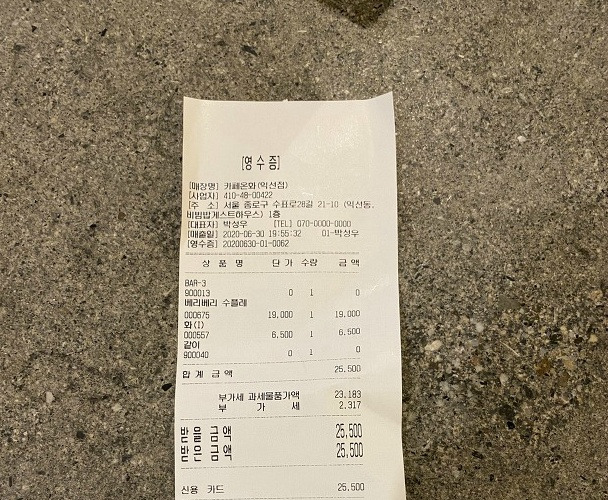 [영 수 증]
[매장명] 카페온화(익선점)
[사업자] 410-48-00422
[주  소] 서울 종로구 수표로28길 21-10 (익선동,
비빔밥게스트하우스) 1층
[대표자] 박성우 [TEL] 070-0000-0000
[매출일] 2020-06-30 19:55:32 01-박성우
[영수증] 20200630-01-0062
상 품 명 단 가 수량 금 액
BAR-3
900013 0 1 0
베리베리 수플레
000675 19,000 1 19,000
화(I)
000557 6,500 1 6,500
같이
900040 0 1 0
합 계 금 액 25,500
부가세 과세물품가액 23,183
부 가 세 2,317
받을 금액 25,500
받은 금액 25,500
신용 카드 25,500